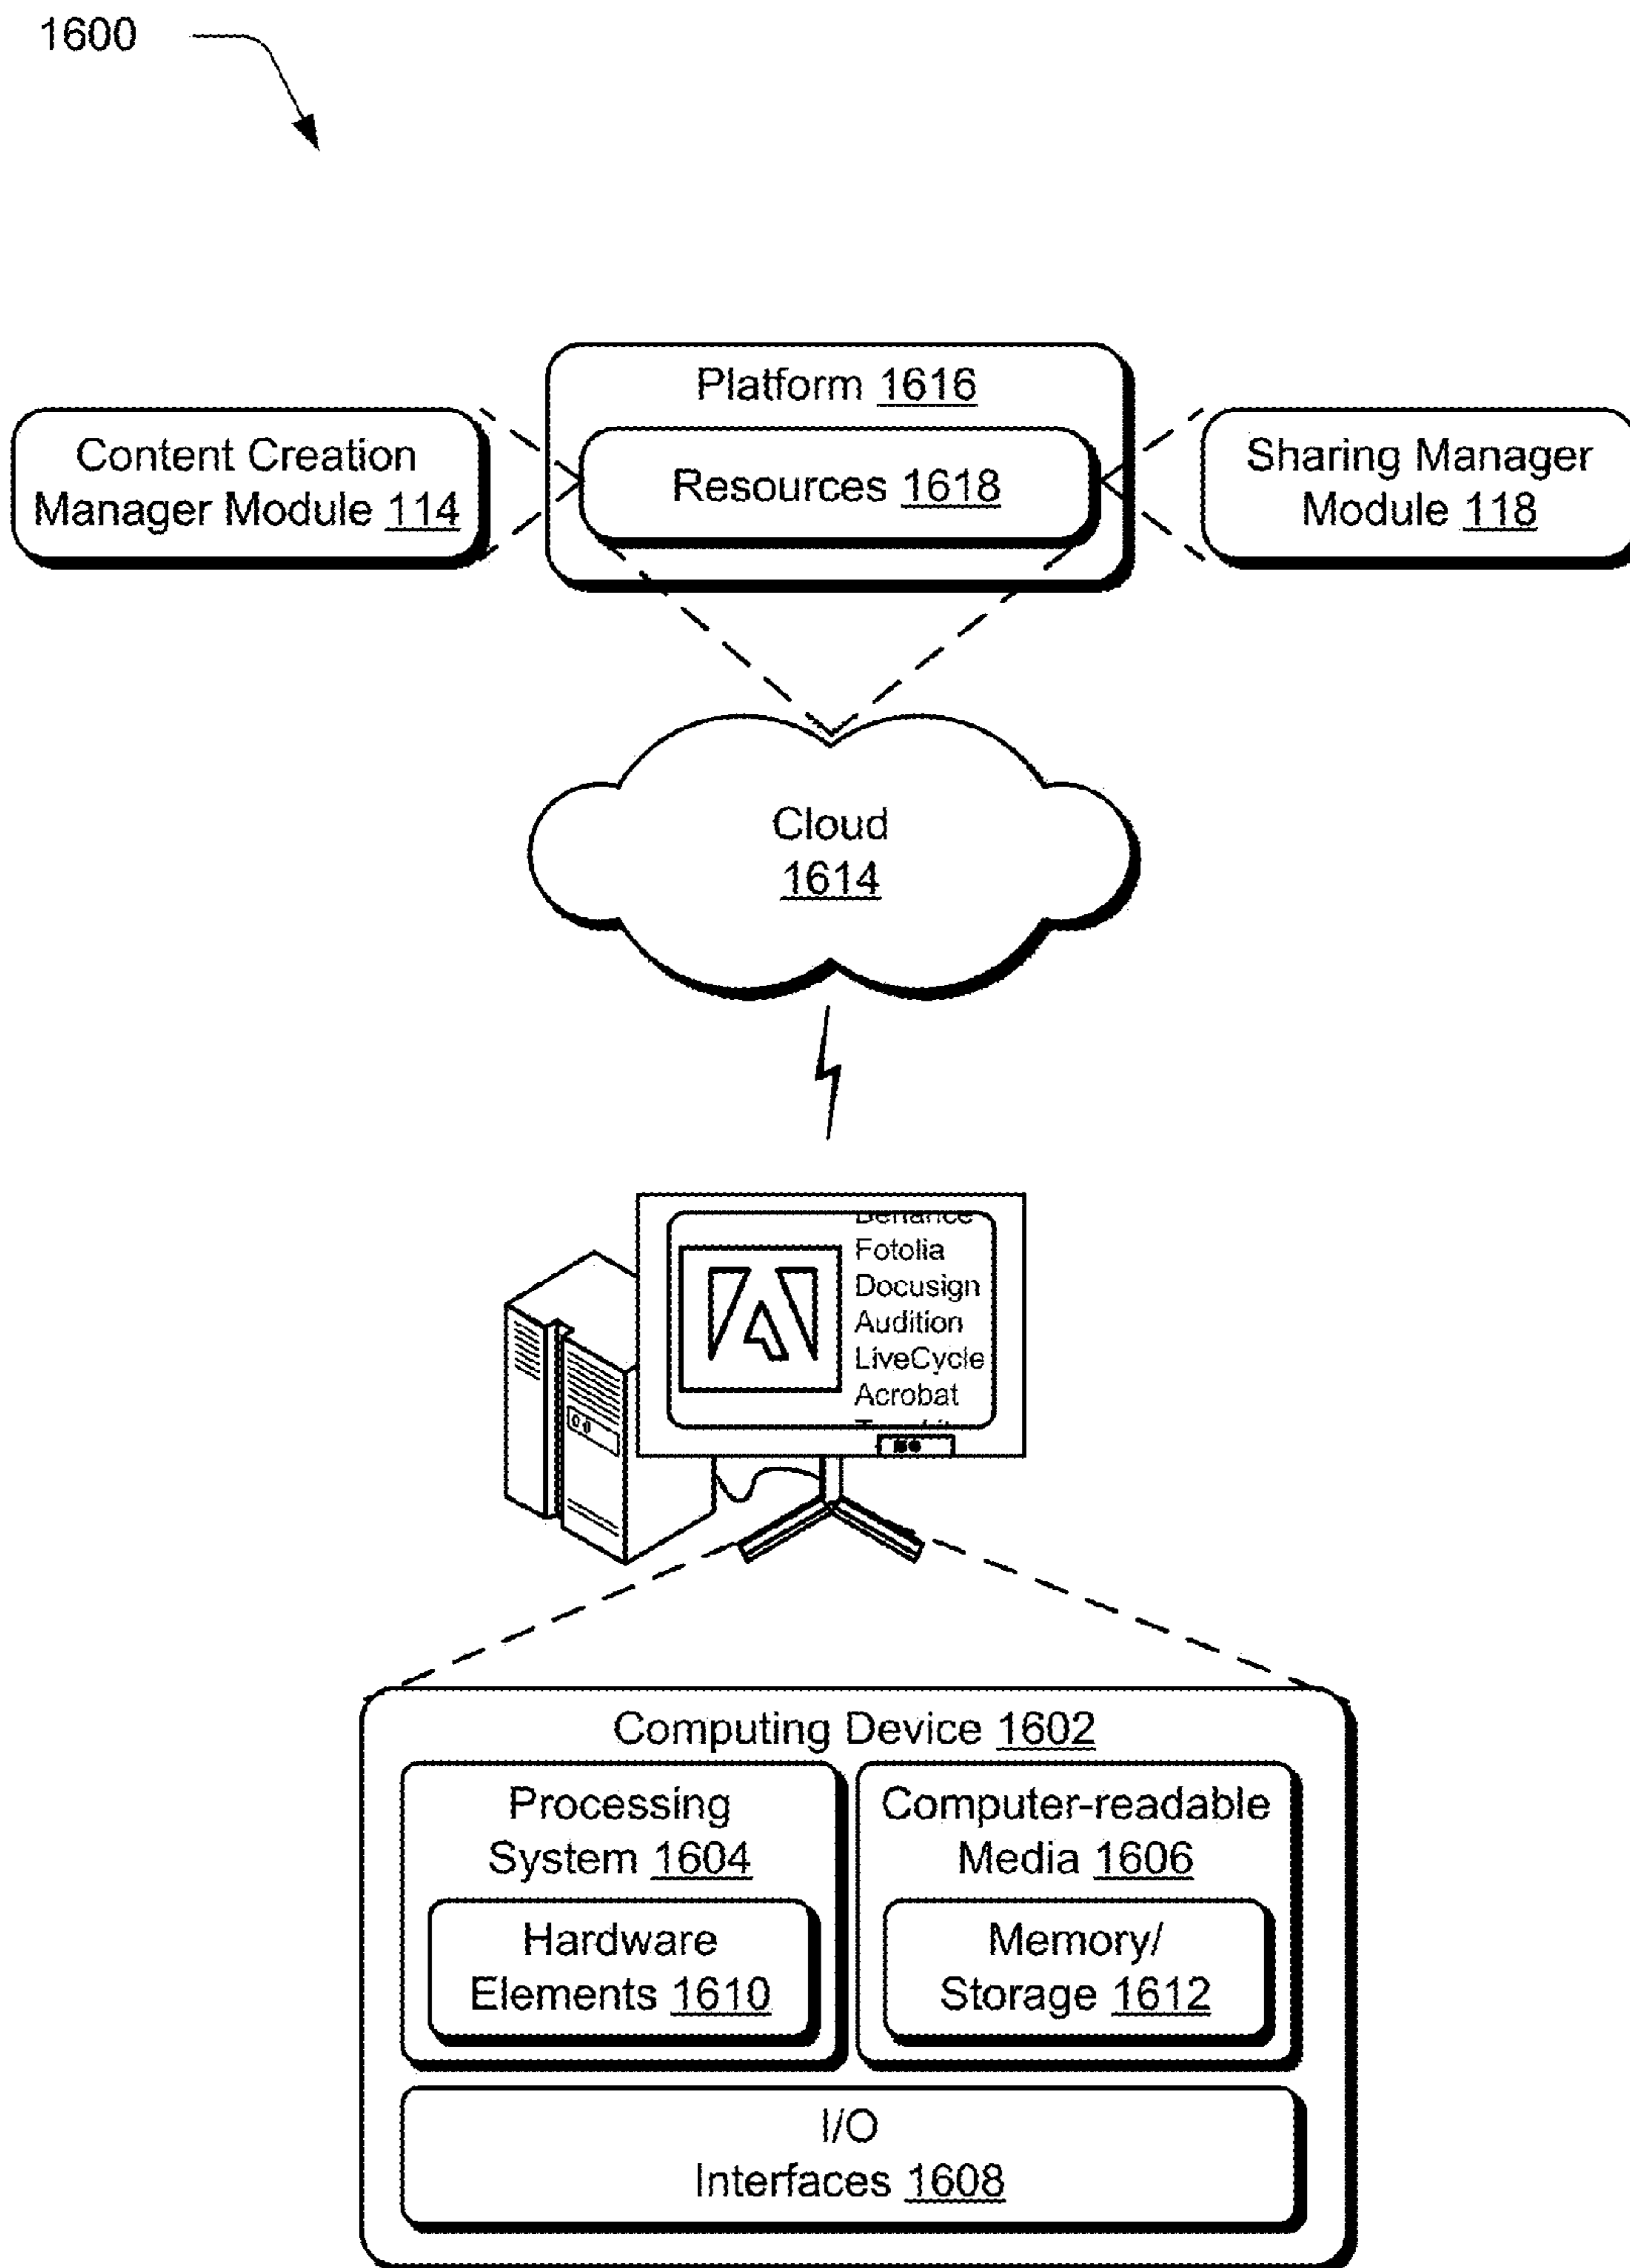 1600
Platform 1616
Resources 1618
Content Creation
Manager Module 114
Sharing Manager
Module 118
Cloud
1614
Fotolia
Docusign
Audition
LiveCycle
Acrobat
Computing Device 1602
Processing
System 1604
Hardware
Elements 1610
Computer-readable
Media 1606
Memory/
Storage 1612
I/O
Interfaces 1608